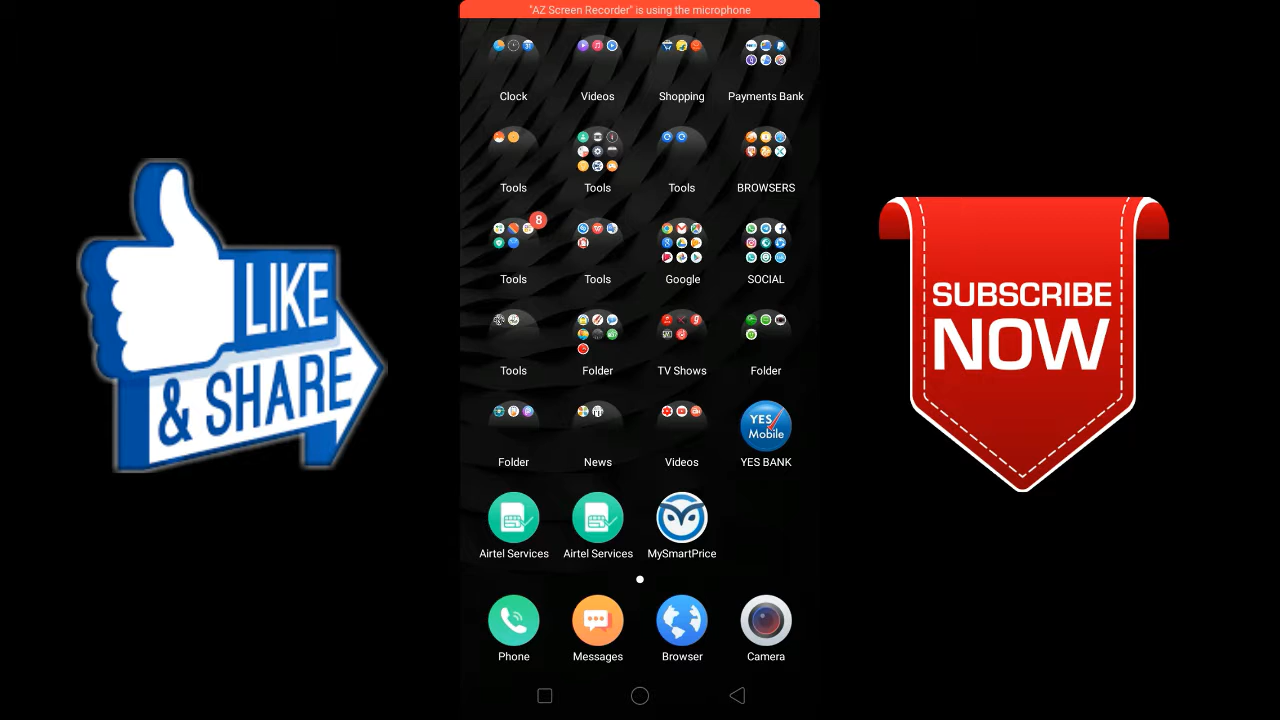 "AZ Screen Recorder" is using the microphone
Clock
Videos
Shopping
Payments Bank
Tools
Tools
Tools
BROWSERS
8
Tools
Tools
Google
SOCIAL
Tools
Folder
TV Shows
Folder
YES
Mobile
Folder
News
Videos
YES BANK
Airtel Services
Airtel Services
MySmartPrice
Phone
Messages
Browser
Camera
LIKE
& SHARE
SUBSCRIBE
NOW